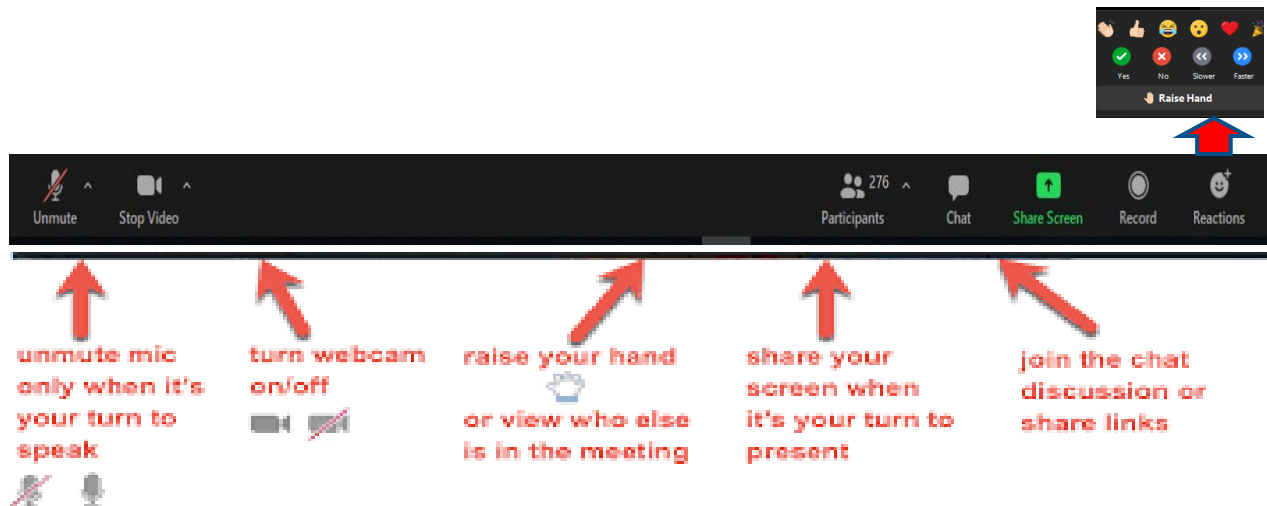 Yes No Slower Faster
Raise Hand
276
Unmute Stop Video Participants Chat Share Screen Record Reactions
unmute mic
only when it's
your turn to
speak
turn webcam
on/off
raise your hand
or view who else
is in the meeting
share your
screen when
it's your turn to
present
join the chat
discussion or
share links